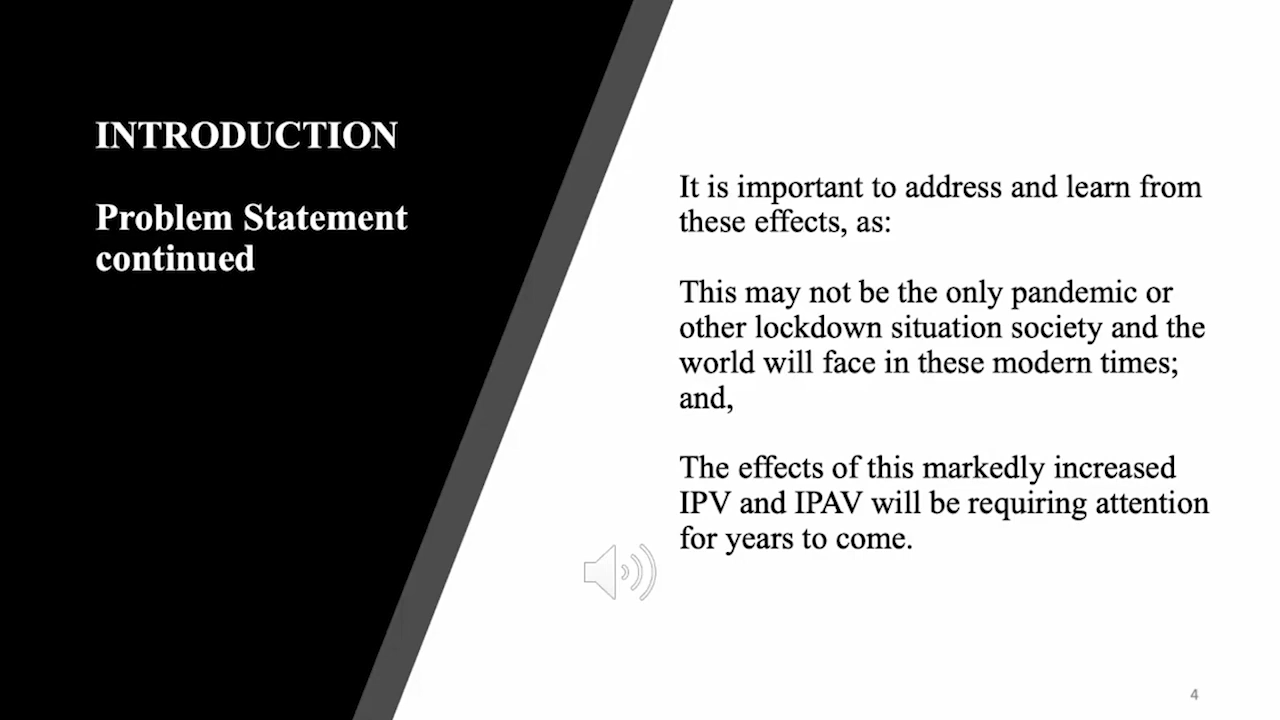 INTRODUCTION
Problem Statement
continued
It is important to address and learn from
these effects, as:
This may not be the only pandemic or
other lockdown situation society and the
world will face in these modern times;
and,
The effects of this markedly increased
IPV and IPAV will be requiring attention
for years to come.
4